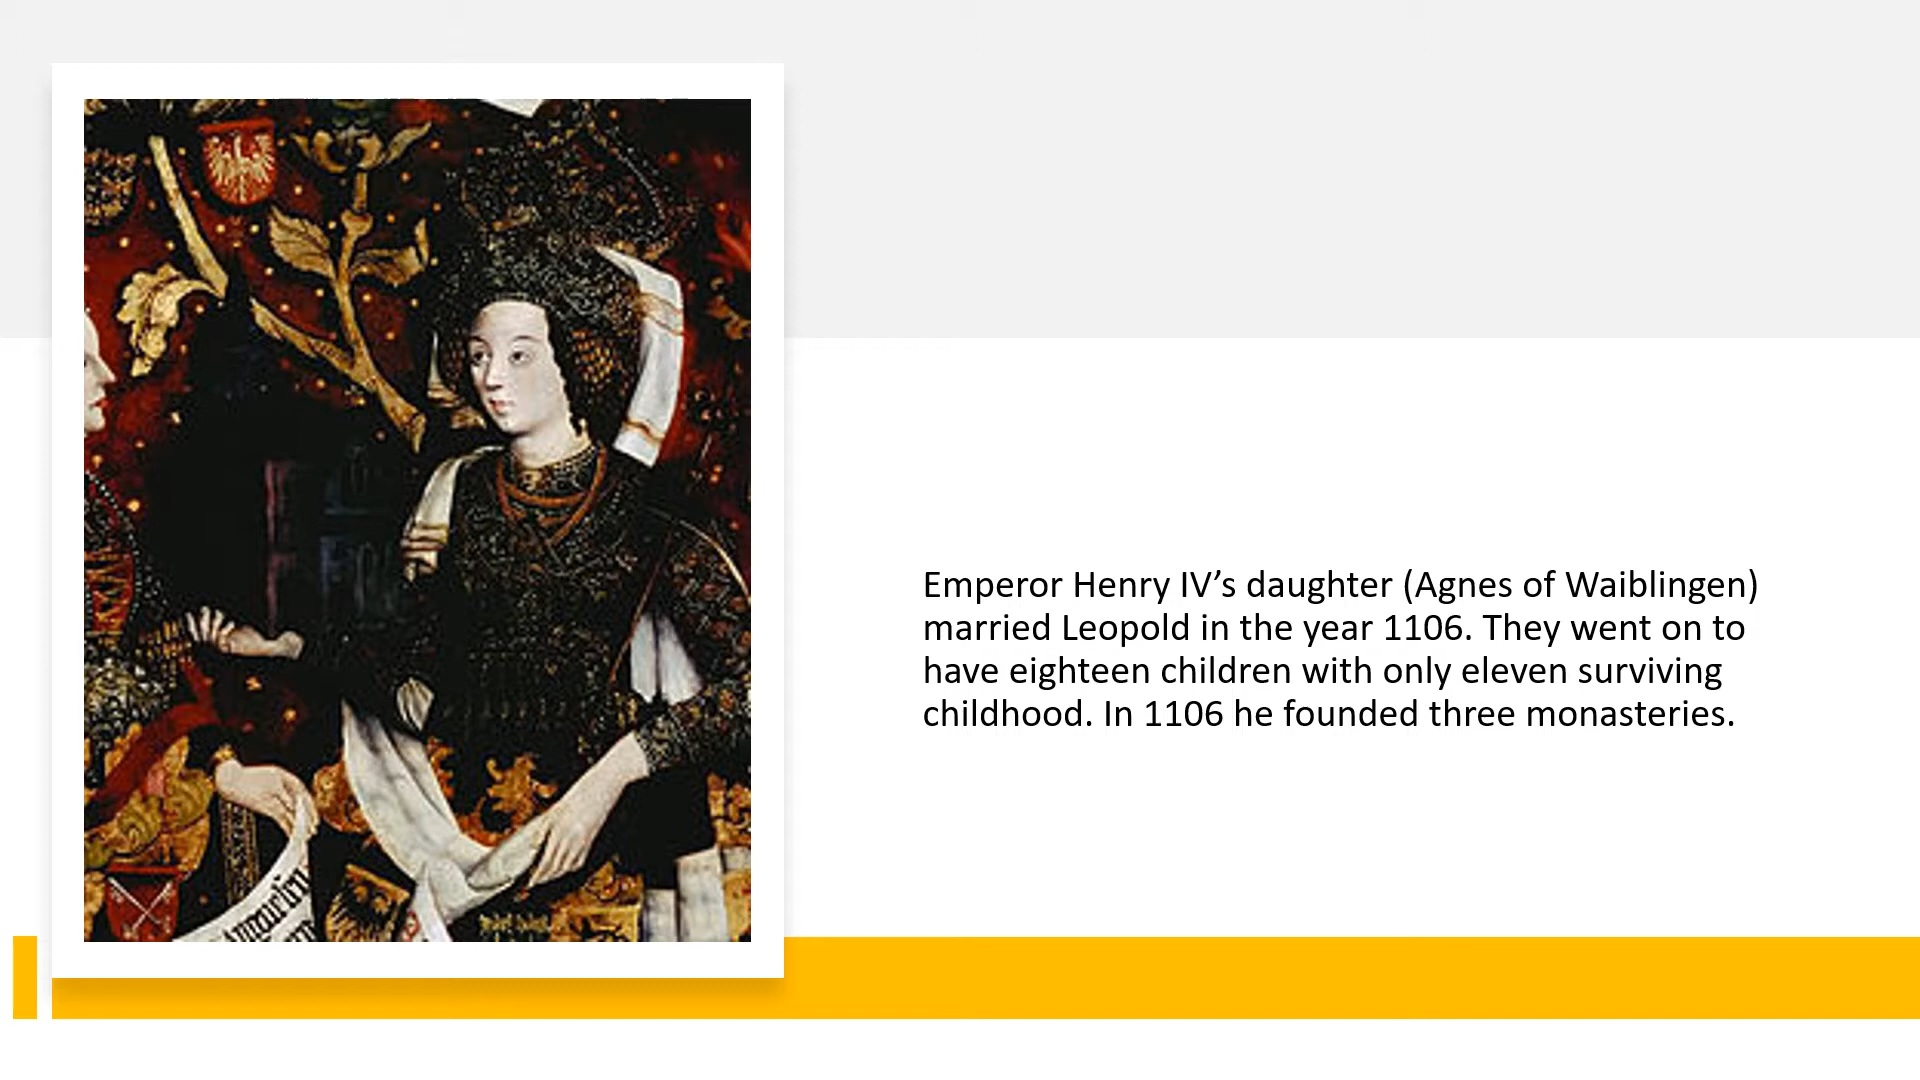 Emperor Henry IV’s daughter (Agnes of Waiblingen)
married Leopold in the year 1106. They went on to
have eighteen children with only eleven surviving
childhood. In 1106 he founded three monasteries.